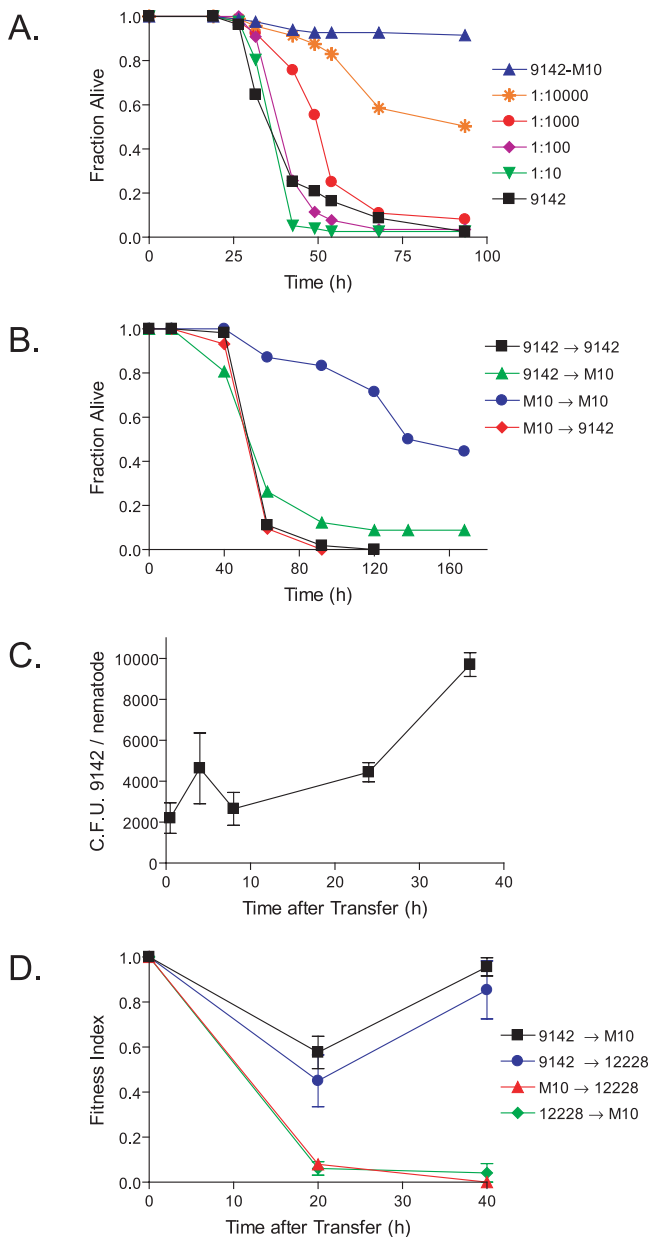 A.
Fraction Alive
1.0
0.8
0.6
0.4
0.2
0.0
0 25 50 75 100
Time (h)
9142-M10
1:10000
1:1000
1:100
1:10
9142
B.
Fraction Alive
1.0
0.8
0.6
0.4
0.2
0.0
0 40 80 120 160
Time (h)
9142 → 9142
9142 → M10
M10 → M10
M10 → 9142
C.
C.F.U. 9142 / nematode
10000
8000
6000
4000
2000
0
0 10 20 30 40
Time after Transfer (h)
D.
Fitness Index
1.0
0.8
0.6
0.4
0.2
0.0
0 10 20 30 40
Time after Transfer (h)
9142 → M10
9142 → 12228
M10 → 12228
12228 → M10